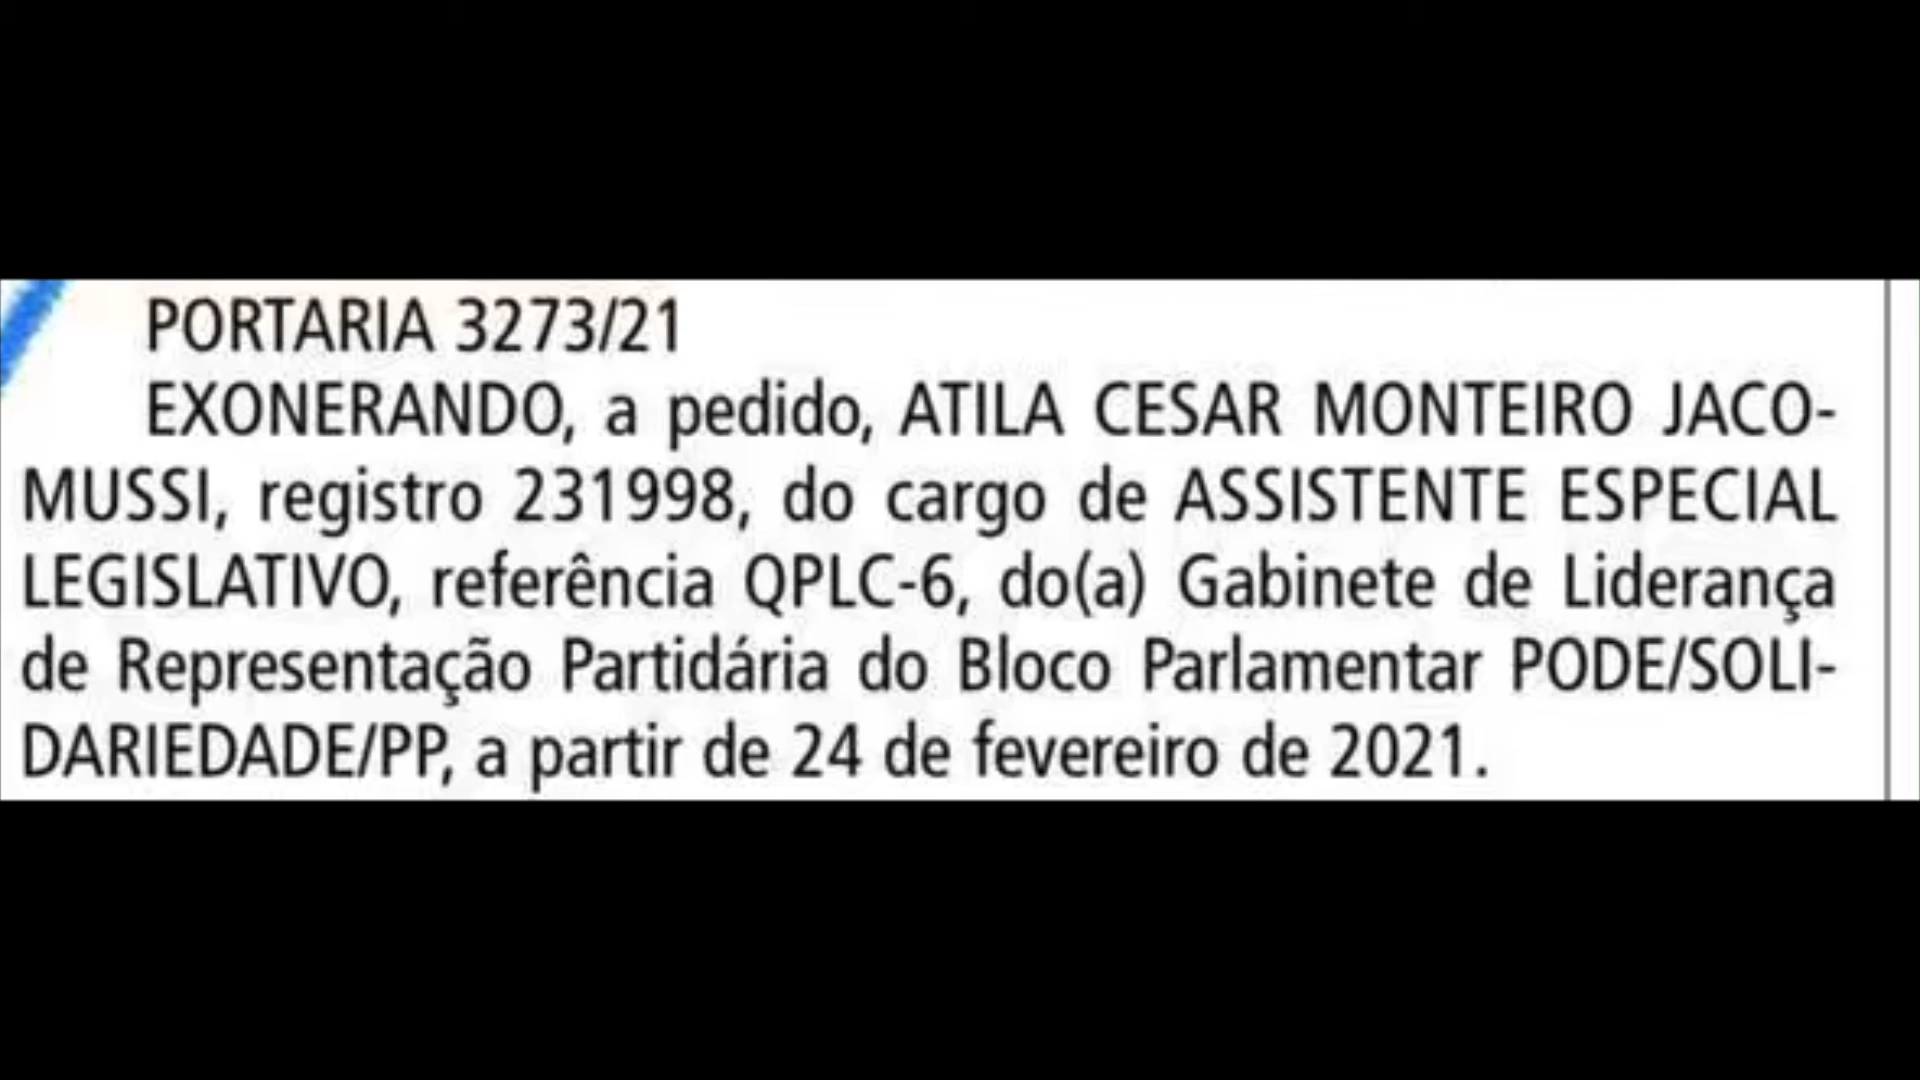 PORTARIA 3273/21
EXONERANDO, a pedido, ATILA CESAR MONTEIRO JACO-
MUSSI, registro 231998, do cargo de ASSISTENTE ESPECIAL
LEGISLATIVO, referência QPLC-6, do(a) Gabinete de Liderança
de Representação Partidária do Bloco Parlamentar PODE/SOLI-
DARIEDADE/PP, a partir de 24 de fevereiro de 2021.